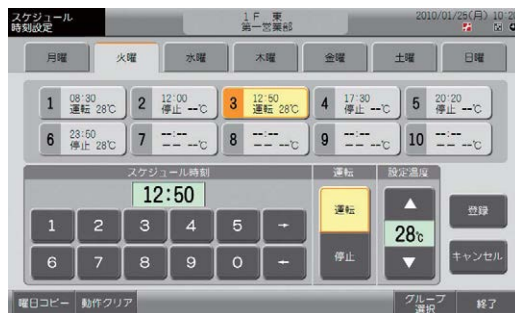 スケジュール
時刻設定
1F 東
第一営業部
2010/01/25(月) 10:2
月曜 火曜 水曜 木曜 金曜 土曜 日曜
1 08:30 運転 28℃
2 12:00 停止 --℃
3 12:50 運転 28℃
4 17:30 停止 --℃
5 20:20 停止 --℃
6 23:50 停止 28℃
7 --:-- -- --℃
8 --:-- -- --℃
9 --:-- -- --℃
10 --:-- -- --℃
スケジュール時刻 運転 設定温度
12:50
1 2 3 4 5 →
6 7 8 9 0 ←
運転
停止
▲
28℃
▼
登録
キャンセル
曜日コピー 動作クリア
グループ
選択
終了